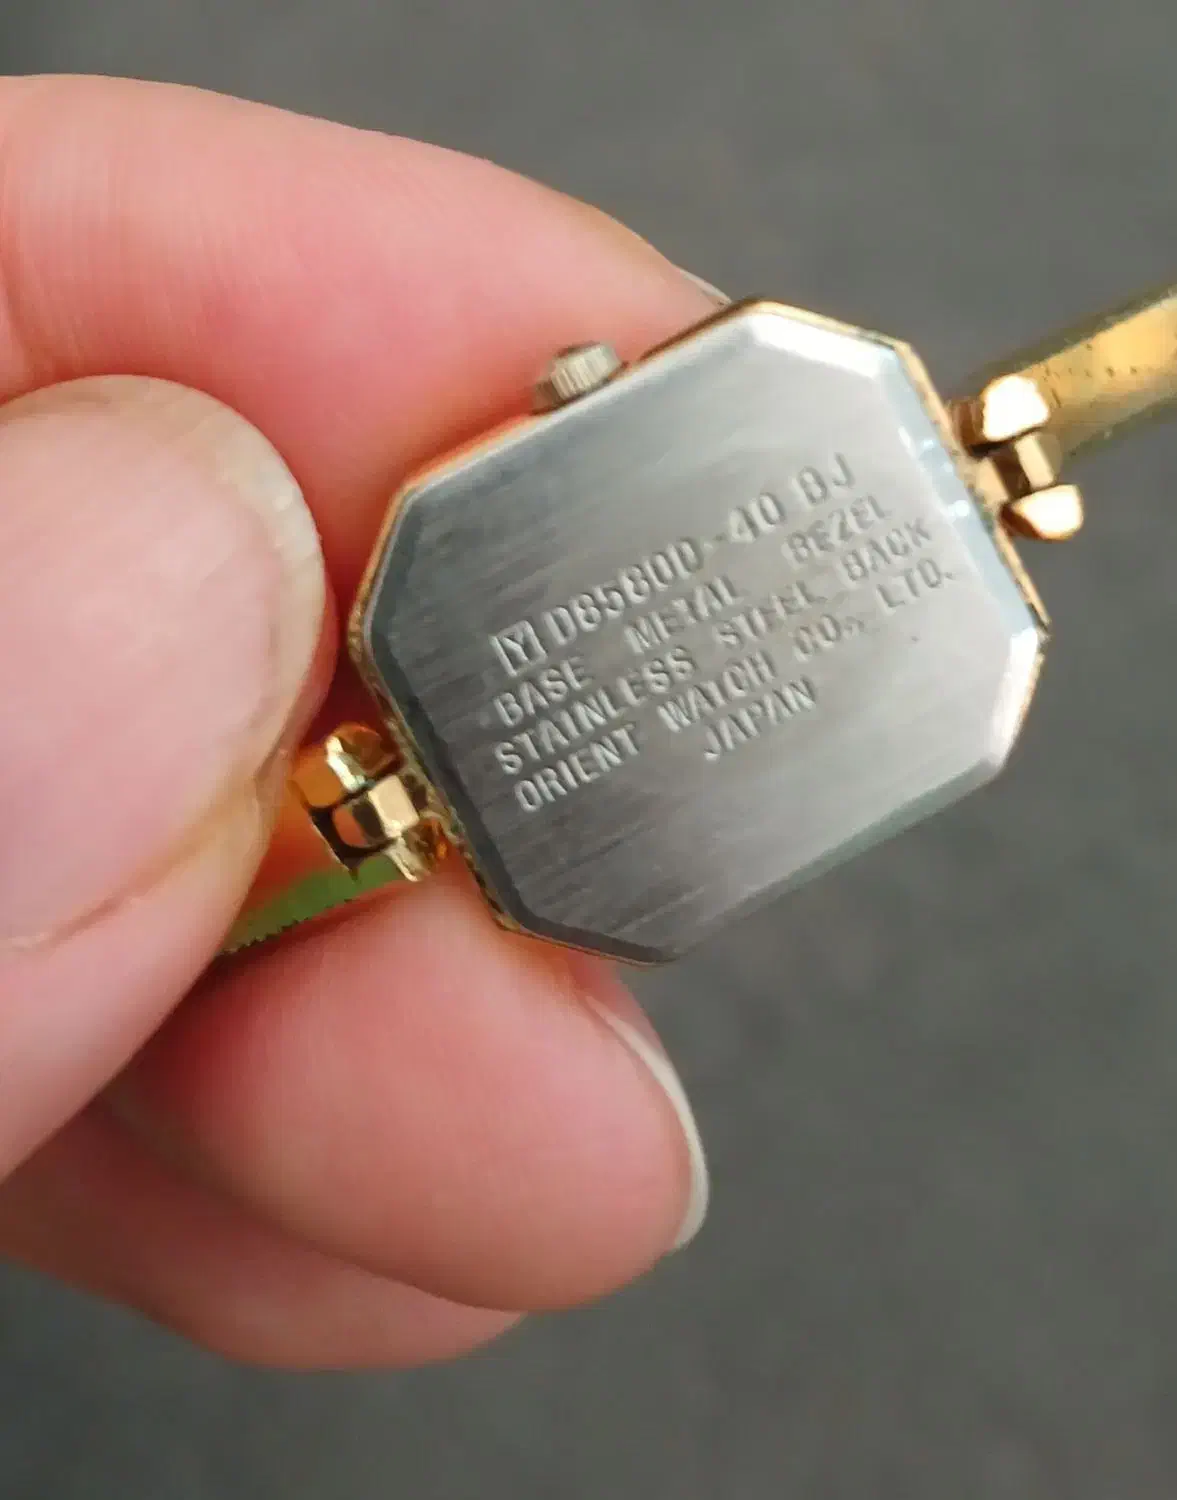 Y D85800-40 BJ
BASE METAL BEZEL
STAINLESS STEEL BACK
ORIENT WATCH CO., LTD.
JAPAN